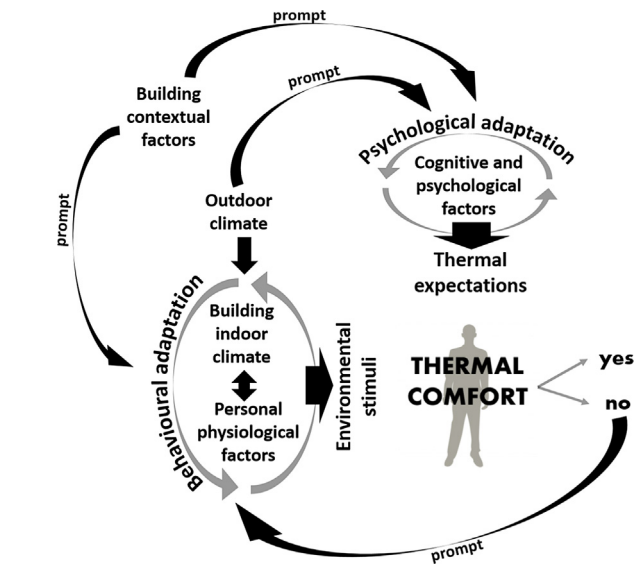 prompt
prompt
Building
contextual
factors
Psychological adaptation
Cognitive and
psychological
factors
Outdoor
climate
prompt
Thermal
expectations
Behavioural adaptation
Building
indoor
climate
Personal
physiological
factors
Environmental
stimuli
THERMAL
COMFORT
yes
no
prompt